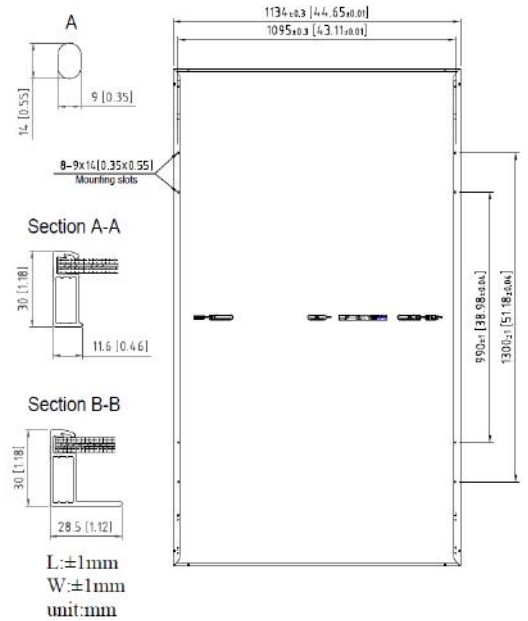 1134±0.3 [44.65±0.01]
1095±0.3 [43.11±0.01]
A
14 [0.55]
9 [0.35]
8-9x14[0.35x0.55]
Mounting slots
Section A-A
30 [1.18]
11.6 [0.46]
990±1 [38.98±0.04]
1300±1 [51.18±0.04]
Section B-B
30 [1.18]
28.5 [1.12]
L:±1mm
W:±1mm
unit:mm